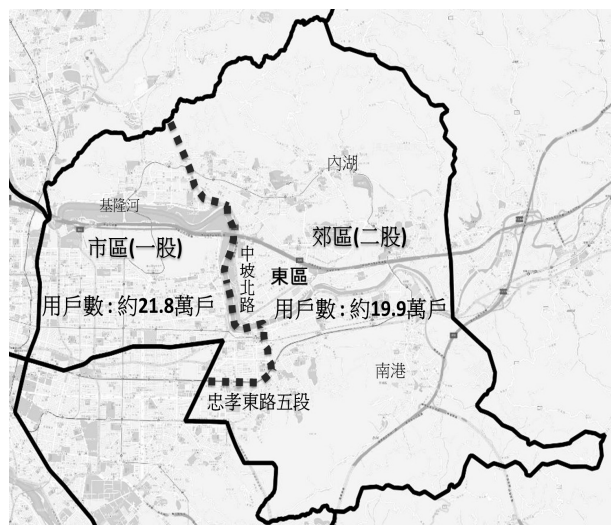 內湖
基隆河
市區(一股)
郊區(二股)
中坡北路
東區
用戶數：約21.8萬戶
用戶數：約19.9萬戶
南港
忠孝東路五段